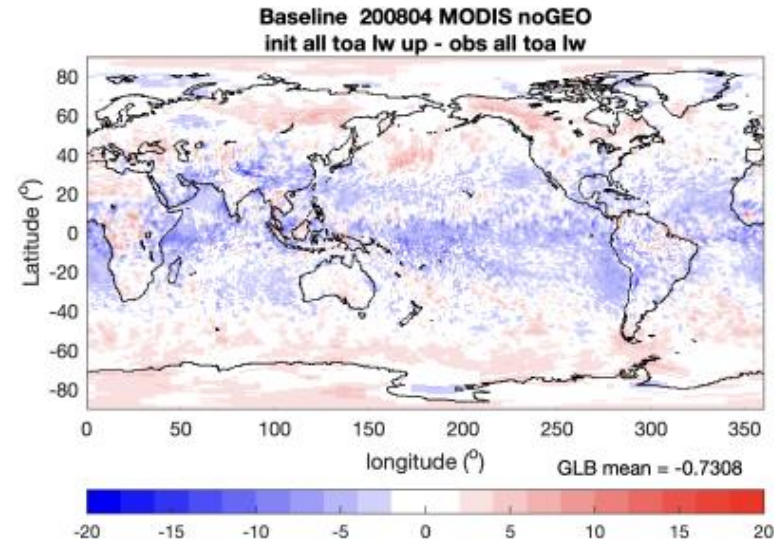 Baseline 200804 MODIS noGEO
init all toa lw up - obs all toa lw
80
60
40
20
0
-20
-40
-60
-80
Latitude (°)
0 50 100 150 200 250 300 350
longitude (°)
GLB mean = -0.7308
-20 -15 -10 -5 0 5 10 15 20